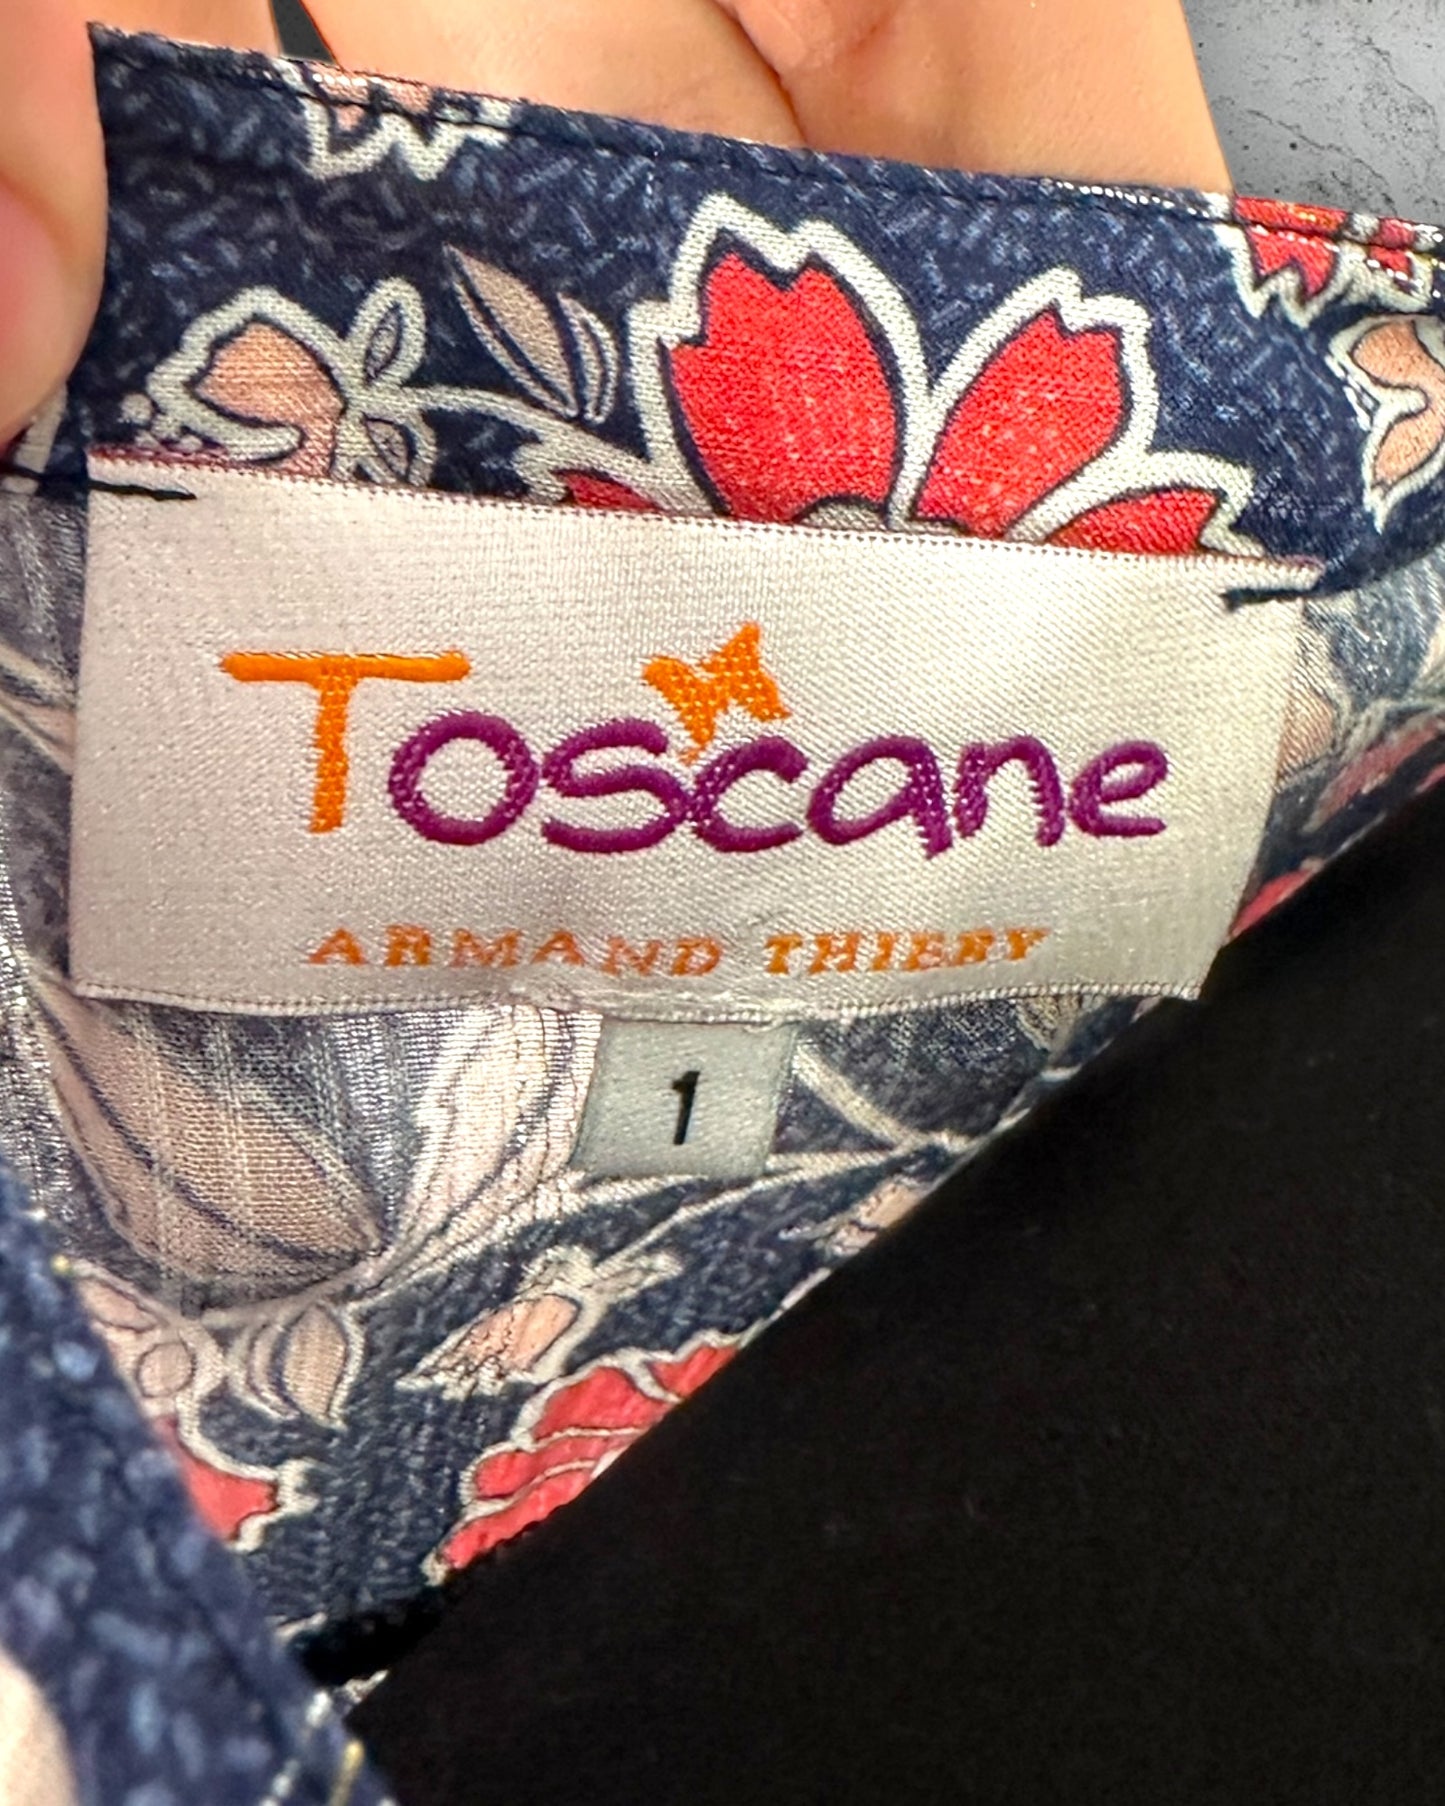 Toscane
ARMAND THIERY
1